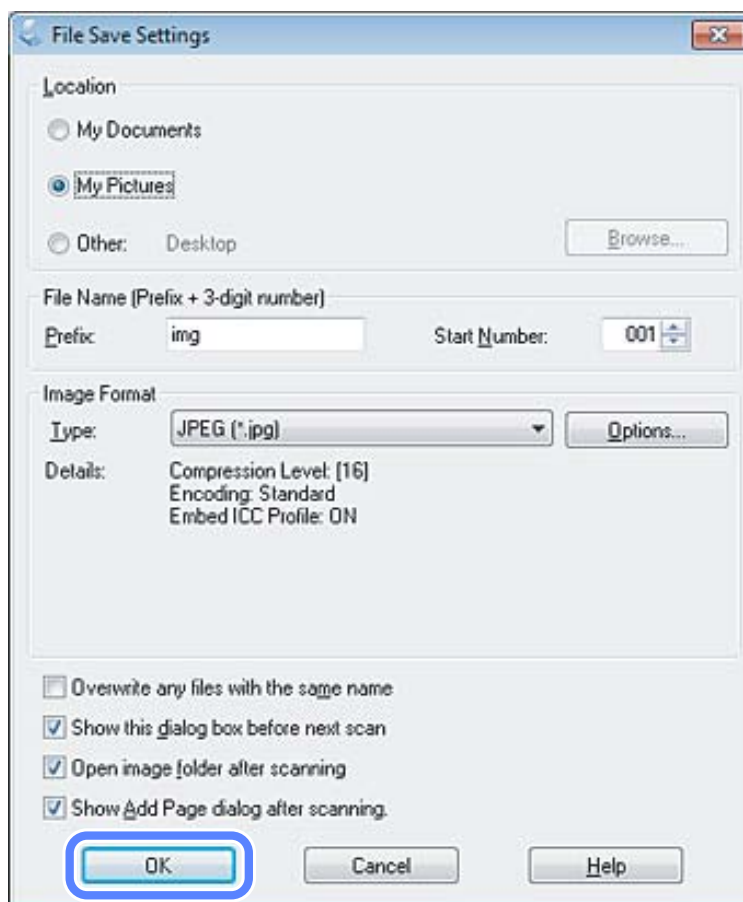 File Save Settings
Location
My Documents
My Pictures
Other: Desktop Browse...
File Name (Prefix + 3-digit number)
Prefix: img Start Number: 001
Image Format
Type: JPEG (*.jpg) Options...
Details: Compression Level: [16]
Encoding: Standard
Embed ICC Profile: ON
Overwrite any files with the same name
Show this dialog box before next scan
Open image folder after scanning
Show Add Page dialog after scanning.
OK Cancel Help